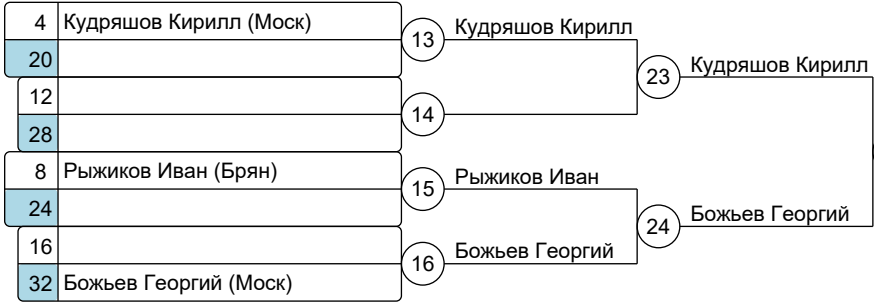 4 Кудряшов Кирилл (Моск)
20
13 Кудряшов Кирилл
12
28
14
23 Кудряшов Кирилл
8 Рыжиков Иван (Брян)
24
15 Рыжиков Иван
16
32 Божьев Георгий (Моск)
16 Божьев Георгий
24 Божьев Георгий